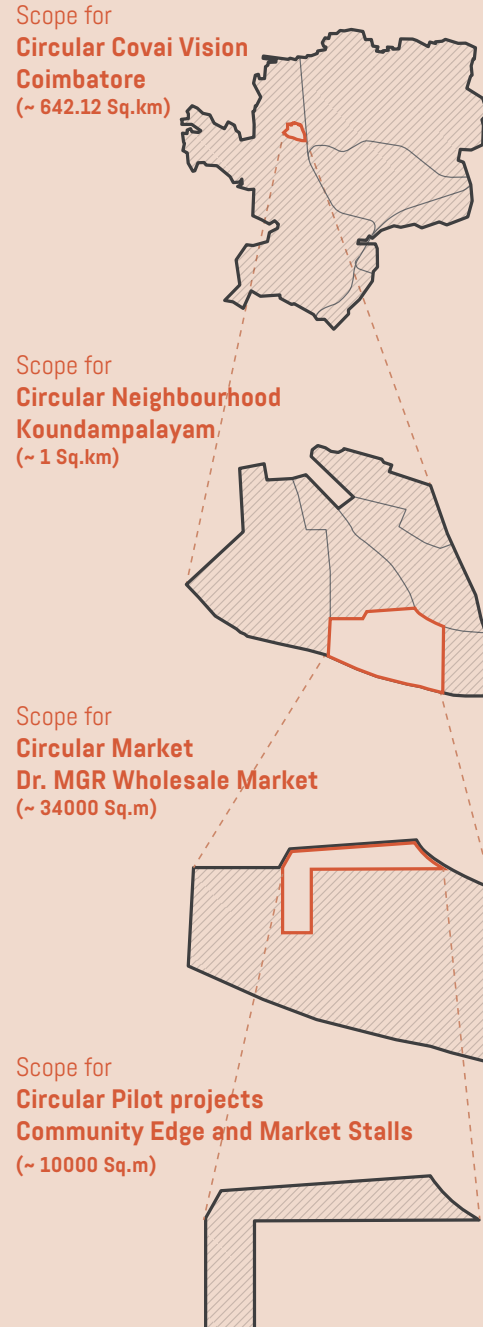 Scope for
Circular Covai Vision
Coimbatore
(~ 642.12 Sq.km)
Scope for
Circular Neighbourhood
Koundampalayam
(~ 1 Sq.km)
Scope for
Circular Market
Dr. MGR Wholesale Market
(~ 34000 Sq.m)
Scope for
Circular Pilot projects
Community Edge and Market Stalls
(~ 10000 Sq.m)